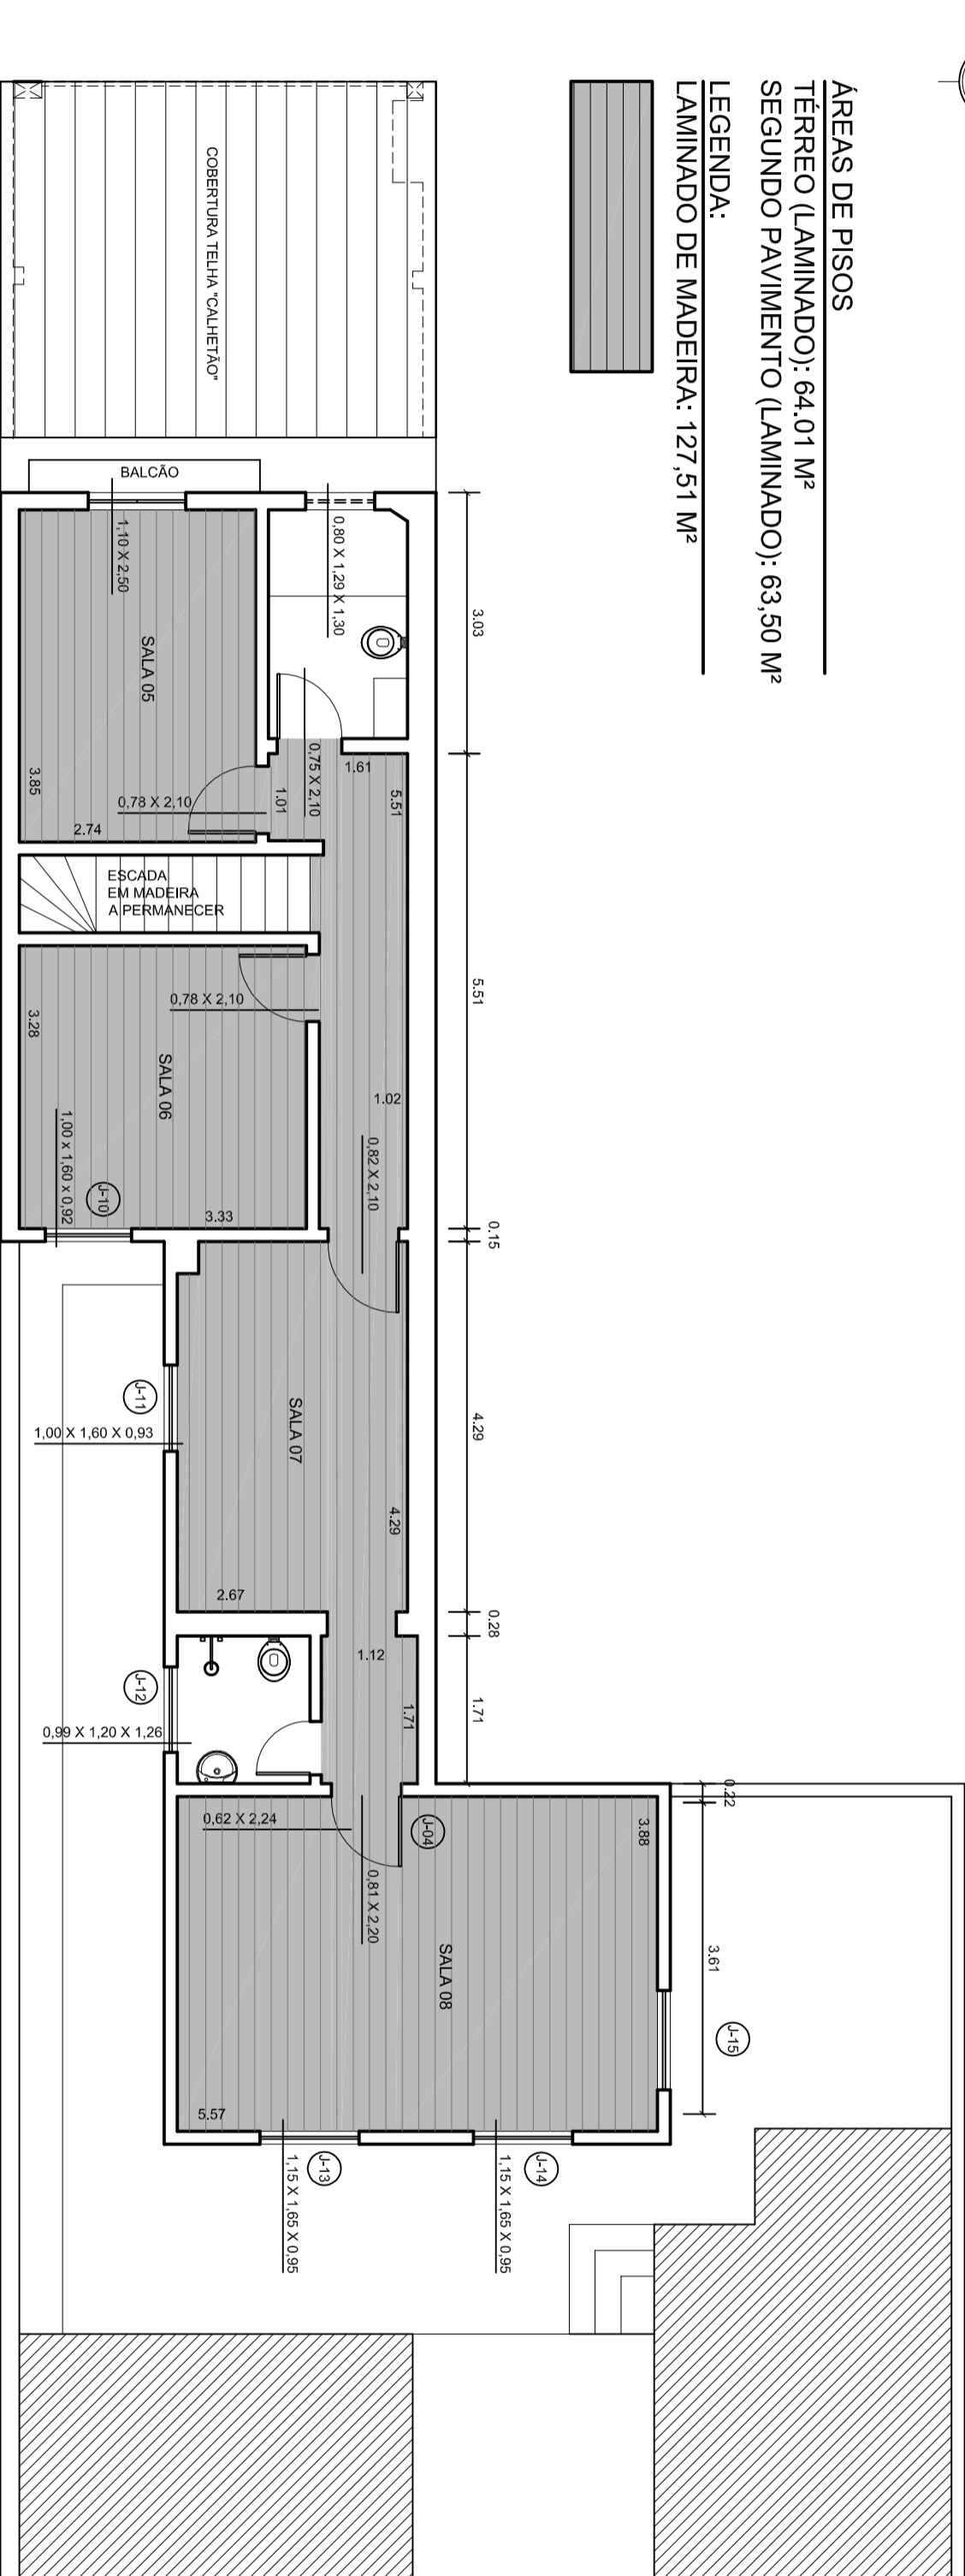 ÁREAS DE PISOS
TÉRREO (LAMINADO): 64.01 M²
SEGUNDO PAVIMENTO (LAMINADO): 63,50 M²
LEGENDA:
LAMINADO DE MADEIRA: 127,51 M²
COBERTURA TELHA "CALHETÃO"
BALCÃO
1,10 X 2,50
0,80 X 1,29 X 1,30
3.03
SALA 05
3.85
2.74
0,78 X 2,10
1.01
0,75 X 2,10
1.61
5.51
ESCADA
EM MADEIRA
A PERMANECER
5.51
0,78 X 2,10
3.28
SALA 06
1.02
0,82 X 2,10
1,00 x 1,60 x 0,92
J-10
3.33
0.15
J-11
1,00 X 1,60 X 0,93
SALA 07
4.29
4.29
2.67
0.28
1.12
1.71
1.71
J-12
0,99 X 1,20 X 1,26
0.22
0,62 X 2,24
J-04
3.88
0,81 X 2,20
SALA 08
3.61
J-15
5.57
J-13
1,15 X 1,65 X 0,95
J-14
1,15 X 1,65 X 0,95